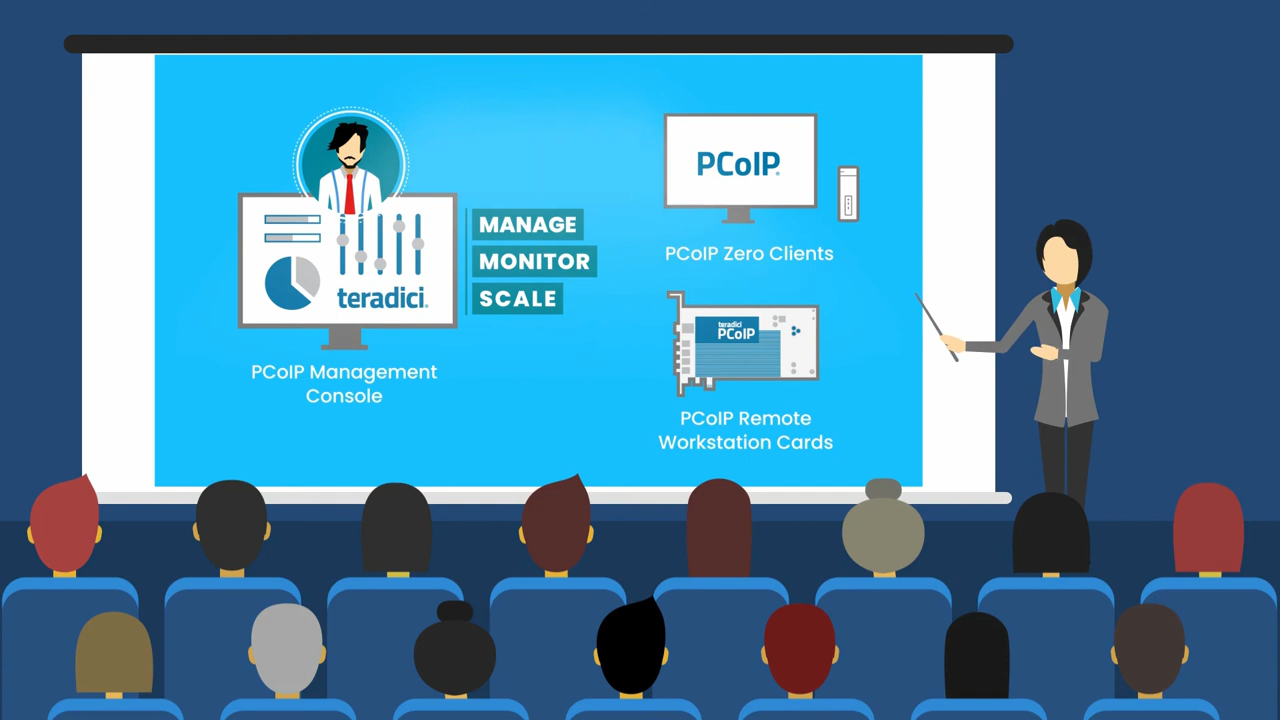 teradici
PCoIP Management
Console
MANAGE
MONITOR
SCALE
PCoIP
PCoIP Zero Clients
teradici
PCoIP
PCoIP Remote
Workstation Cards